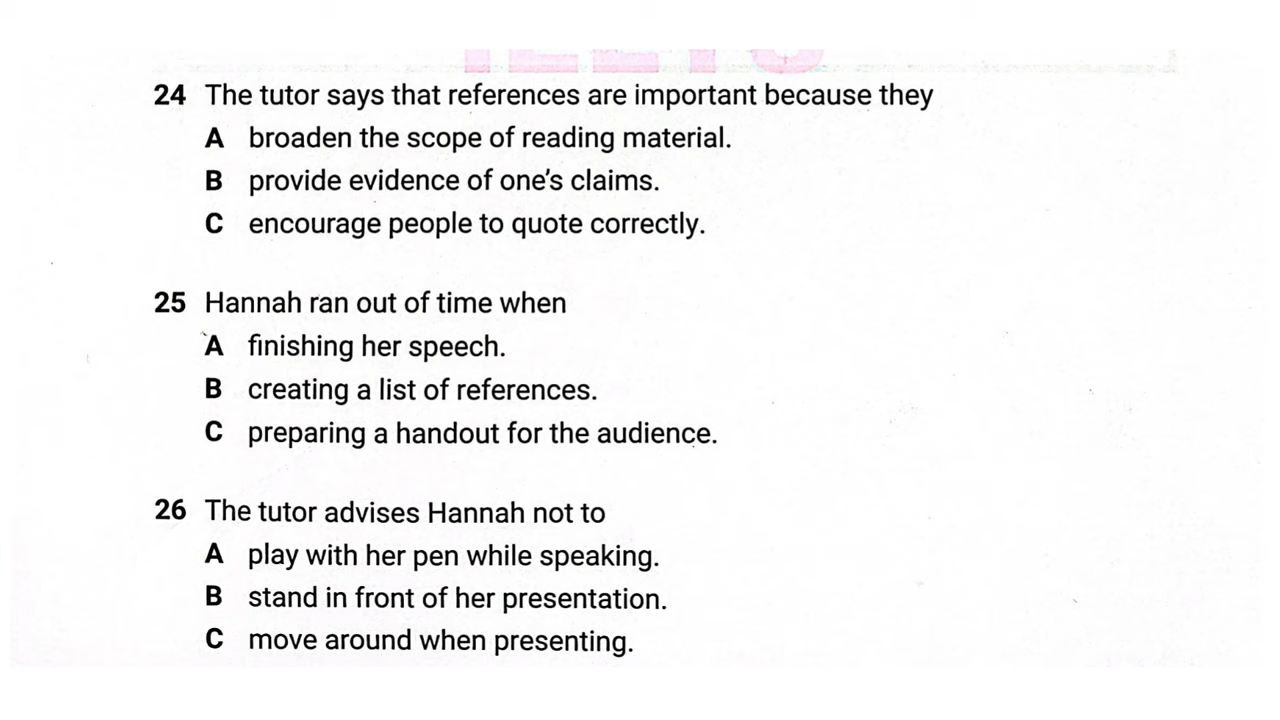 24 The tutor says that references are important because they
A broaden the scope of reading material.
B provide evidence of one's claims.
C encourage people to quote correctly.
25 Hannah ran out of time when
A finishing her speech.
B creating a list of references.
C preparing a handout for the audience.
26 The tutor advises Hannah not to
A play with her pen while speaking.
B stand in front of her presentation.
C move around when presenting.